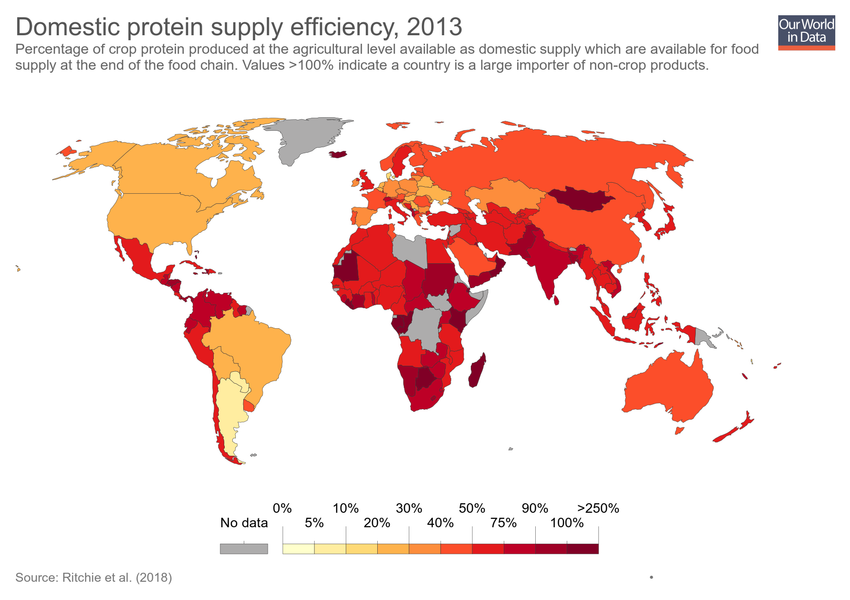 Domestic protein supply efficiency, 2013
Our World
in Data
Percentage of crop protein produced at the agricultural level available as domestic supply which are available for food
supply at the end of the food chain. Values >100% indicate a country is a large importer of non-crop products.
0% 10% 30% 50% 90% >250%
No data 5% 20% 40% 75% 100%
Source: Ritchie et al. (2018)